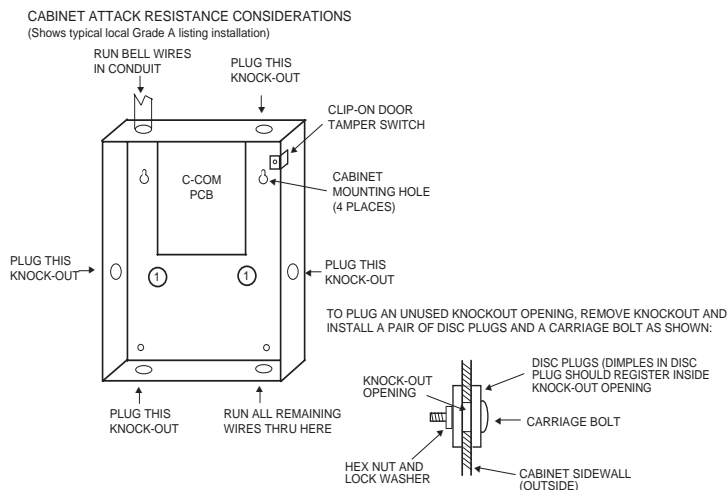 CABINET ATTACK RESISTANCE CONSIDERATIONS
(Shows typical local Grade A listing installation)
RUN BELL WIRES
IN CONDUIT
PLUG THIS
KNOCK-OUT
CLIP-ON DOOR
TAMPER SWITCH
C-COM
PCB
CABINET
MOUNTING HOLE
(4 PLACES)
PLUG THIS
KNOCK-OUT
1
1
PLUG THIS
KNOCK-OUT
PLUG THIS
KNOCK-OUT
RUN ALL REMAINING
WIRES THRU HERE
TO PLUG AN UNUSED KNOCKOUT OPENING, REMOVE KNOCKOUT AND
INSTALL A PAIR OF DISC PLUGS AND A CARRIAGE BOLT AS SHOWN:
KNOCK-OUT
OPENING
DISC PLUGS (DIMPLES IN DISC
PLUG SHOULD REGISTER INSIDE
KNOCK-OUT OPENING
CARRIAGE BOLT
HEX NUT AND
LOCK WASHER
CABINET SIDEWALL
(OUTSIDE)